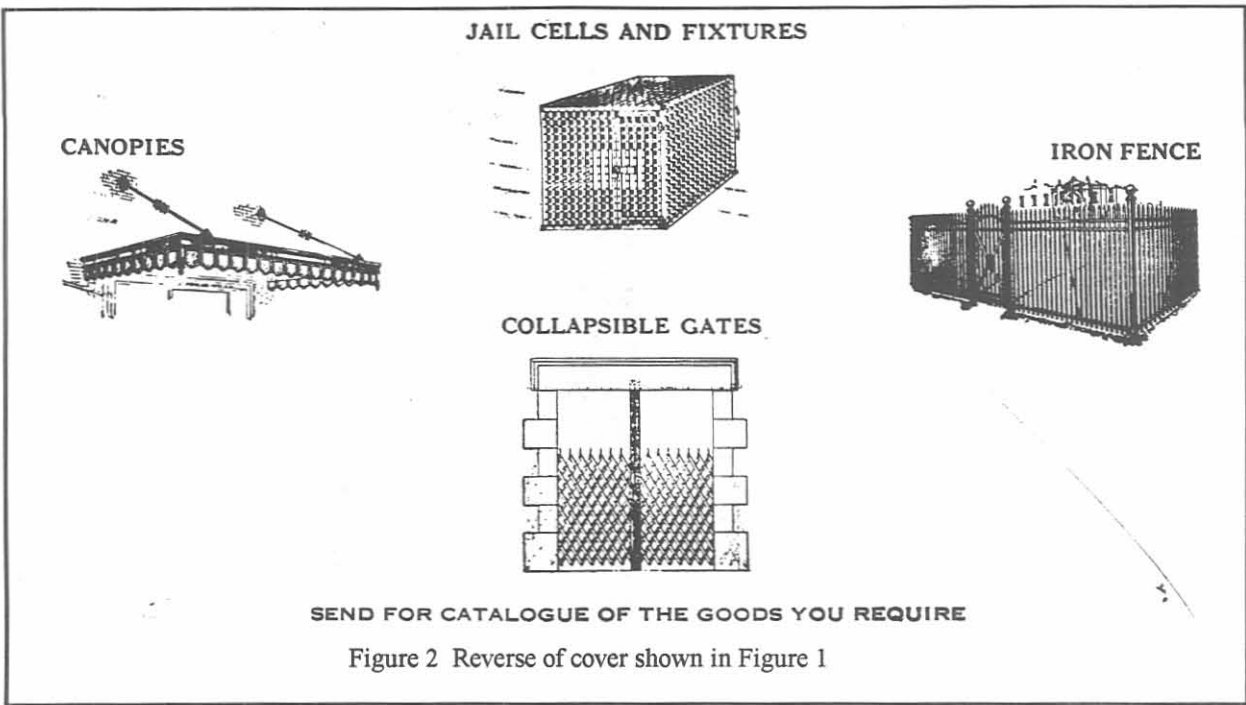 JAIL CELLS AND FIXTURES
CANOPIES
IRON FENCE
COLLAPSIBLE GATES
SEND FOR CATALOGUE OF THE GOODS YOU REQUIRE
Figure 2 Reverse of cover shown in Figure 1